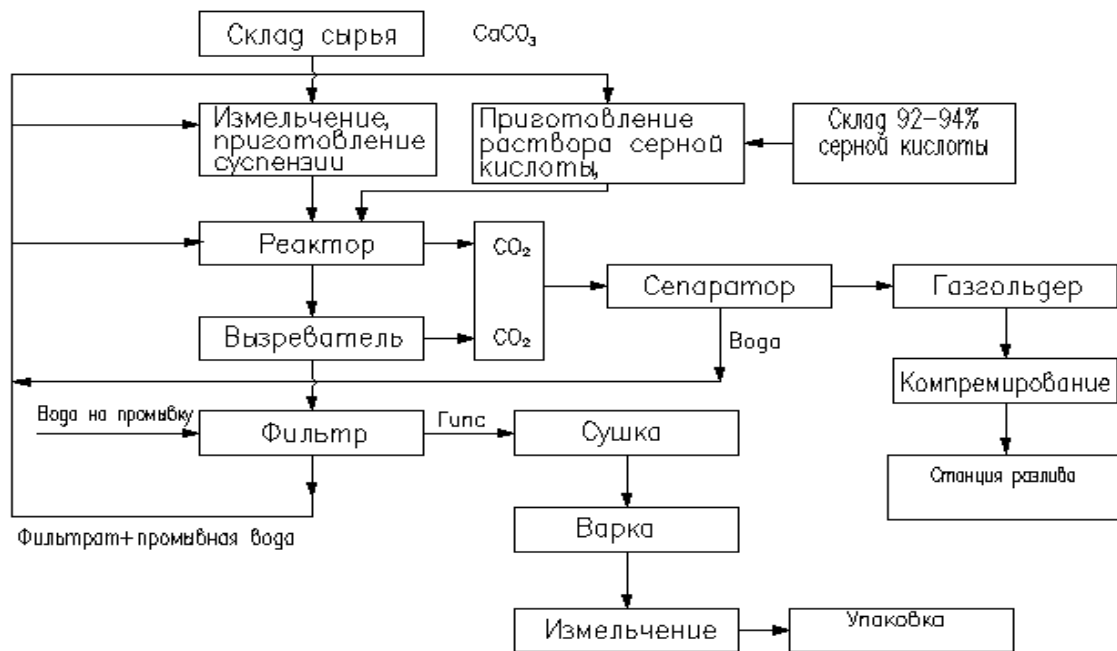 Склад сырья
CaCO₃
Измельчение,
приготовление
суспензии
Приготовление
раствора серной
кислоты,
Склад 92-94%
серной кислоты
Реактор
CO₂
Сепаратор
Газгольдер
Вызреватель
CO₂
Вода
Компремирование
Вода на промывку
Фильтр
Гипс
Сушка
Станция разлива
Фильтрат+промывная вода
Варка
Измельчение
Упаковка